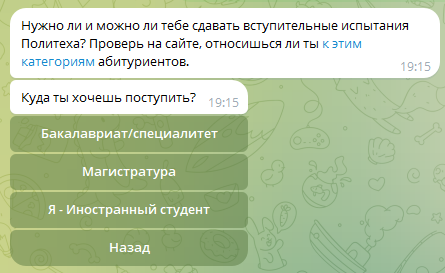 Нужно ли и можно ли тебе сдавать вступительные испытания
Политеха? Проверь на сайте, относишься ли ты к этим
категориям абитуриентов.
19:15
Куда ты хочешь поступить?
19:15
Бакалавриат/специалитет
Магистратура
Я - Иностранный студент
Назад